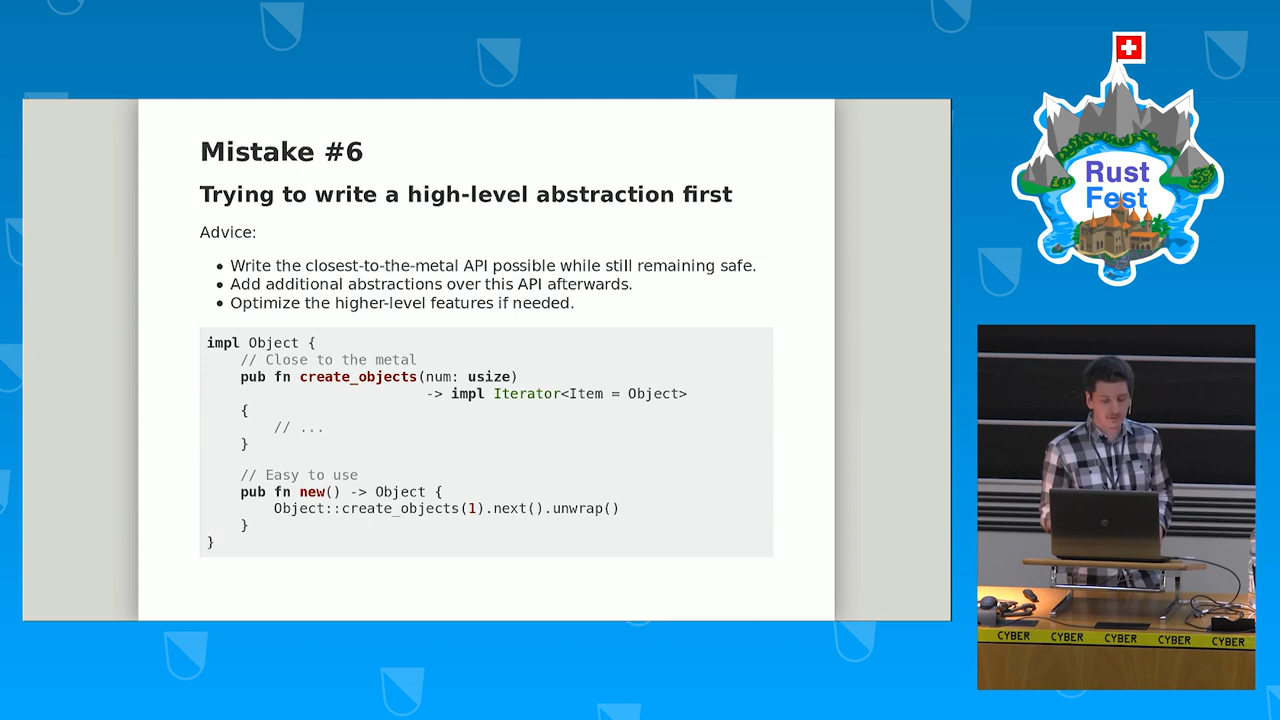 Mistake #6
Trying to write a high-level abstraction first
Advice:
• Write the closest-to-the-metal API possible while still remaining safe.
• Add additional abstractions over this API afterwards.
• Optimize the higher-level features if needed.
impl Object {
    // Close to the metal
    pub fn create_objects(num: usize)
                          -> impl Iterator<Item = Object>
    {
        // ...
    }

    // Easy to use
    pub fn new() -> Object {
        Object::create_objects(1).next().unwrap()
    }
}
Rust
Fest
CYBER CYBER CYBER CYBER CYBER